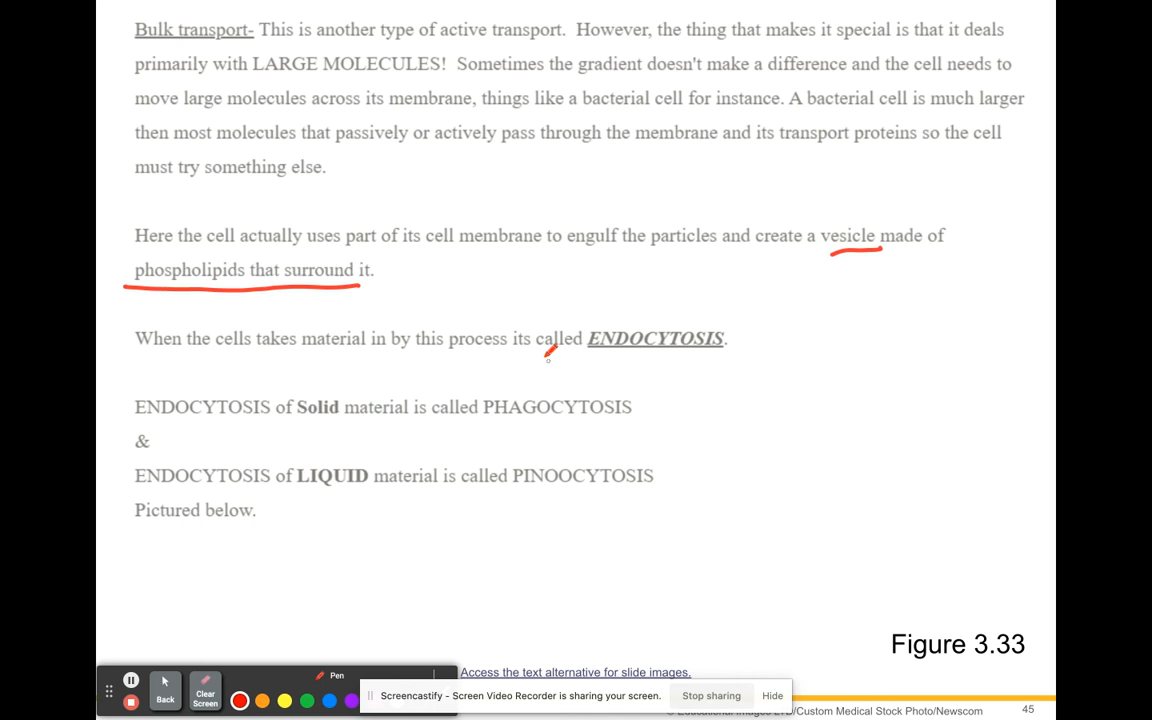 Bulk transport- This is another type of active transport. However, the thing that makes it special is that it deals
primarily with LARGE MOLECULES! Sometimes the gradient doesn't make a difference and the cell needs to
move large molecules across its membrane, things like a bacterial cell for instance. A bacterial cell is much larger
then most molecules that passively or actively pass through the membrane and its transport proteins so the cell
must try something else.
Here the cell actually uses part of its cell membrane to engulf the particles and create a vesicle made of
phospholipids that surround it.
When the cells takes material in by this process its called ENDOCYTOSIS.
ENDOCYTOSIS of Solid material is called PHAGOCYTOSIS
&
ENDOCYTOSIS of LIQUID material is called PINOOCYTOSIS
Pictured below.
Figure 3.33
Access the text alternative for slide images.
Pen
Back
Clear
Screen
Screencastify - Screen Video Recorder is sharing your screen.
Stop sharing
Hide
/Custom Medical Stock Photo/Newscom
45